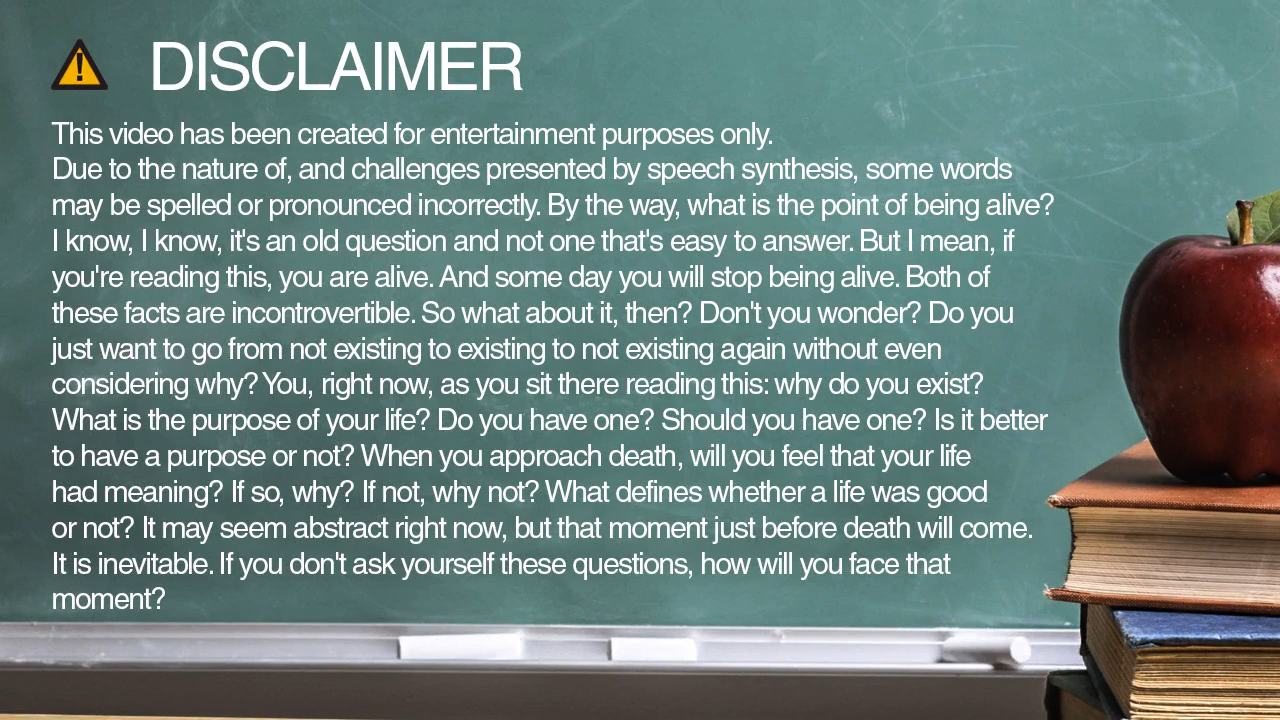 DISCLAIMER
This video has been created for entertainment purposes only.
Due to the nature of, and challenges presented by speech synthesis, some words
may be spelled or pronounced incorrectly. By the way, what is the point of being alive?
I know, I know, it's an old question and not one that's easy to answer. But I mean, if
you're reading this, you are alive. And some day you will stop being alive. Both of
these facts are incontrovertible. So what about it, then? Don't you wonder? Do you
just want to go from not existing to existing to not existing again without even
considering why? You, right now, as you sit there reading this: why do you exist?
What is the purpose of your life? Do you have one? Should you have one? Is it better
to have a purpose or not? When you approach death, will you feel that your life
had meaning? If so, why? If not, why not? What defines whether a life was good
or not? It may seem abstract right now, but that moment just before death will come.
It is inevitable. If you don't ask yourself these questions, how will you face that
moment?